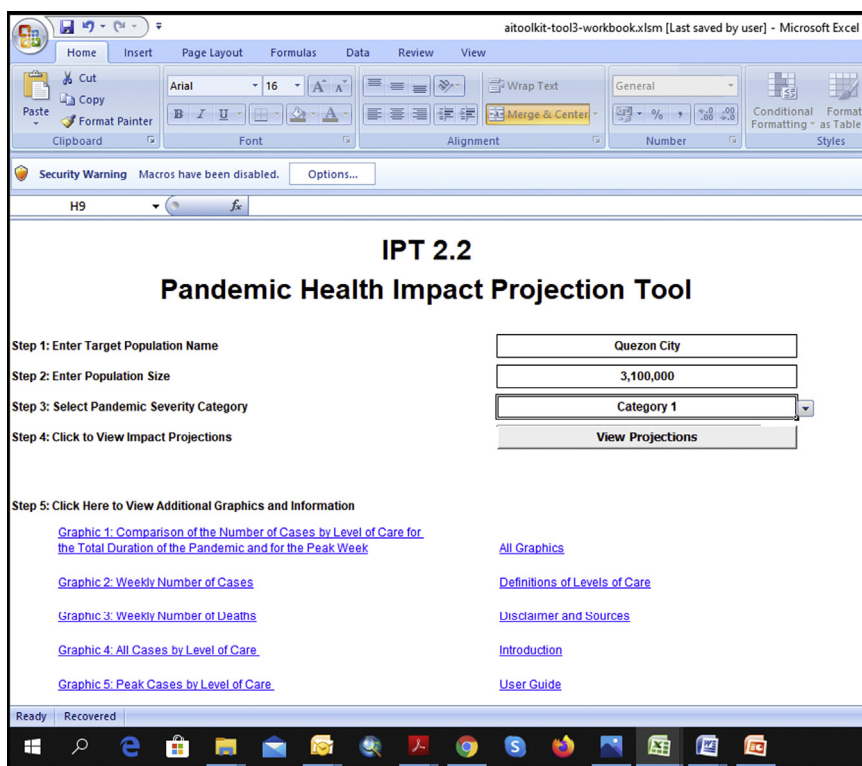 aitoolkit-tool3-workbook.xlsm [Last saved by user] - Microsoft Excel
Home Insert Page Layout Formulas Data Review View
Paste
Cut
Copy
Format Painter
Clipboard
Arial 16
B I U
Font
Wrap Text
Merge & Center
Alignment
General
% ,
Number
Conditional Formatting
Format as Table
Styles
Security Warning Macros have been disabled. Options...
H9 fx
IPT 2.2
Pandemic Health Impact Projection Tool
Step 1: Enter Target Population Name Quezon City
Step 2: Enter Population Size 3,100,000
Step 3: Select Pandemic Severity Category Category 1
Step 4: Click to View Impact Projections View Projections
Step 5: Click Here to View Additional Graphics and Information
Graphic 1: Comparison of the Number of Cases by Level of Care for
the Total Duration of the Pandemic and for the Peak Week All Graphics
Graphic 2: Weekly Number of Cases Definitions of Levels of Care
Graphic 3: Weekly Number of Deaths Disclaimer and Sources
Graphic 4: All Cases by Level of Care Introduction
Graphic 5: Peak Cases by Level of Care User Guide
Ready Recovered